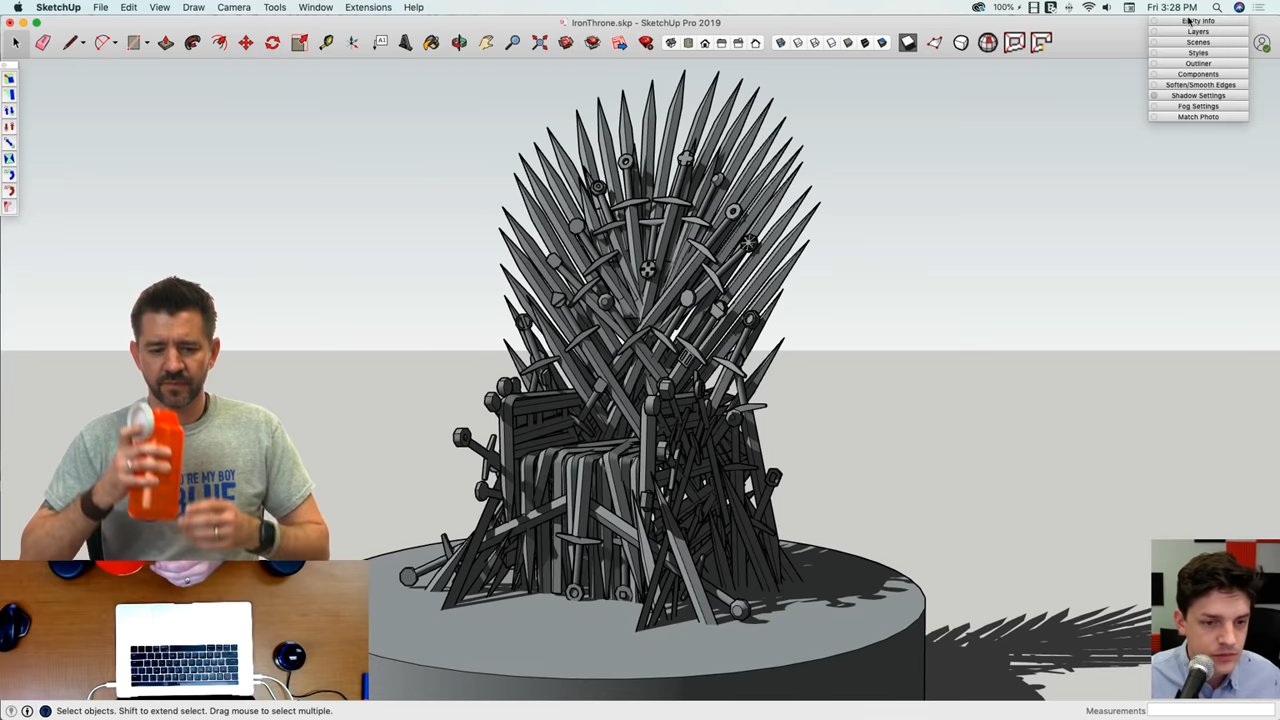 SketchUp File Edit View Draw Camera Tools Window Extensions Help
100% Fri 3:28 PM
IronThrone.skp - SketchUp Pro 2019
Entity Info
Layers
Scenes
Styles
Outliner
Components
Soften/Smooth Edges
Shadow Settings
Fog Settings
Match Photo
MY BOY
BLUE
Select objects. Shift to extend select. Drag mouse to select multiple.
Measurements